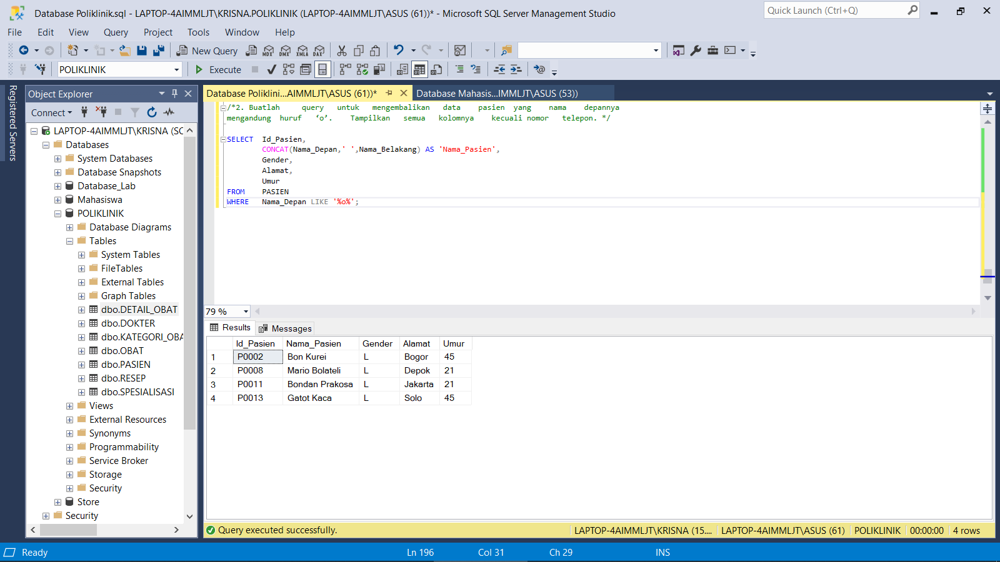 Database Poliklinik.sql - LAPTOP-4AIMMLJT\KRISNA.POLIKLINIK (LAPTOP-4AIMMLJT\ASUS (61))* - Microsoft SQL Server Management Studio
Quick Launch (Ctrl+Q)
File Edit View Query Project Tools Window Help
New Query MDX DMX XMLA DAX
POLIKLINIK Execute
Registered Servers
Object Explorer
Connect
LAPTOP-4AIMMLJT\KRISNA (SC
Databases
System Databases
Database Snapshots
Database_Lab
Mahasiswa
POLIKLINIK
Database Diagrams
Tables
System Tables
FileTables
External Tables
Graph Tables
dbo.DETAIL_OBAT
dbo.DOKTER
dbo.KATEGORI_OBA
dbo.OBAT
dbo.PASIEN
dbo.RESEP
dbo.SPESIALISASI
Views
External Resources
Synonyms
Programmability
Service Broker
Storage
Security
Store
Security
Database Poliklini...AIMMLJT\ASUS (61))* Database Mahasis...IMMLJT\ASUS (53))
/*2. Buatlah query untuk mengembalikan data pasien yang nama depannya
mengandung huruf ‘o’. Tampilkan semua kolomnya kecuali nomor telepon. */
SELECT Id_Pasien,
CONCAT(Nama_Depan,' ',Nama_Belakang) AS 'Nama_Pasien',
Gender,
Alamat,
Umur
FROM PASIEN
WHERE Nama_Depan LIKE '%o%';
79 %
Results Messages
Id_Pasien Nama_Pasien Gender Alamat Umur
1 P0002 Bon Kurei L Bogor 45
2 P0008 Mario Bolateli L Depok 21
3 P0011 Bondan Prakosa L Jakarta 21
4 P0013 Gatot Kaca L Solo 45
Query executed successfully. LAPTOP-4AIMMLJT\KRISNA (15.... LAPTOP-4AIMMLJT\ASUS (61) POLIKLINIK 00:00:00 4 rows
Ready Ln 196 Col 31 Ch 29 INS